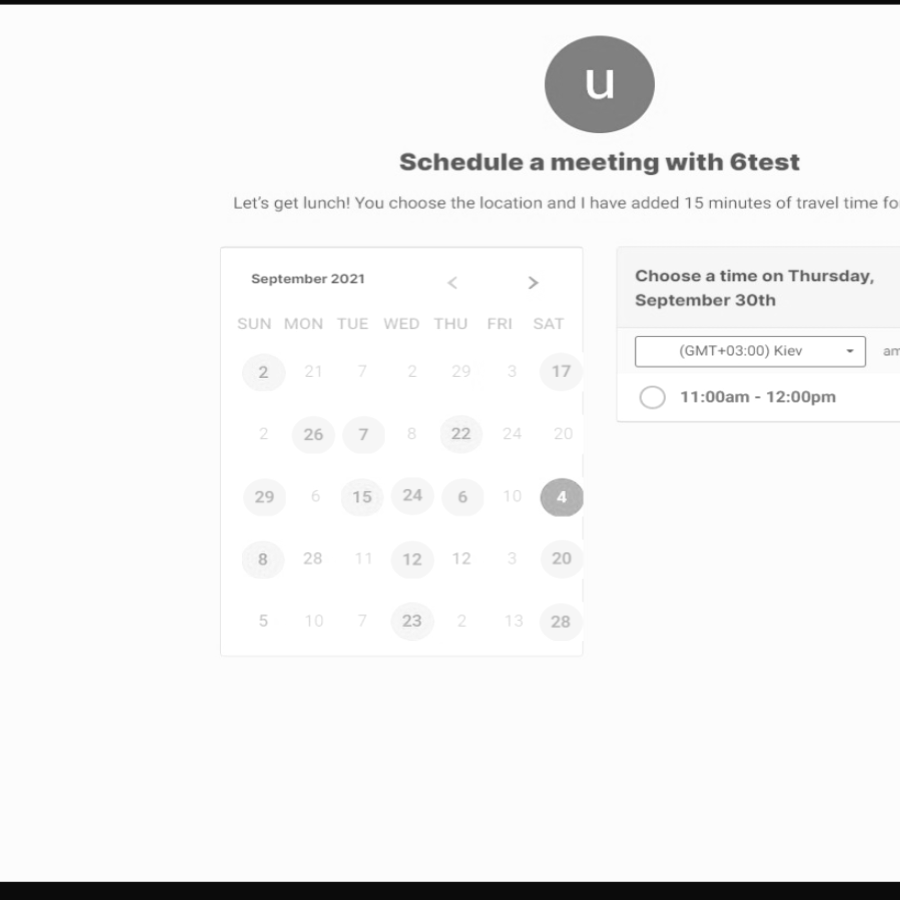 u
Schedule a meeting with 6test
Let's get lunch! You choose the location and I have added 15 minutes of travel time fo
September 2021 < >
SUN MON TUE WED THU FRI SAT
2 21 7 2 29 3 17
2 26 7 8 22 24 20
29 6 15 24 6 10 4
8 28 11 12 12 3 20
5 10 7 23 2 13 28
Choose a time on Thursday,
September 30th
(GMT+03:00) Kiev am
11:00am - 12:00pm